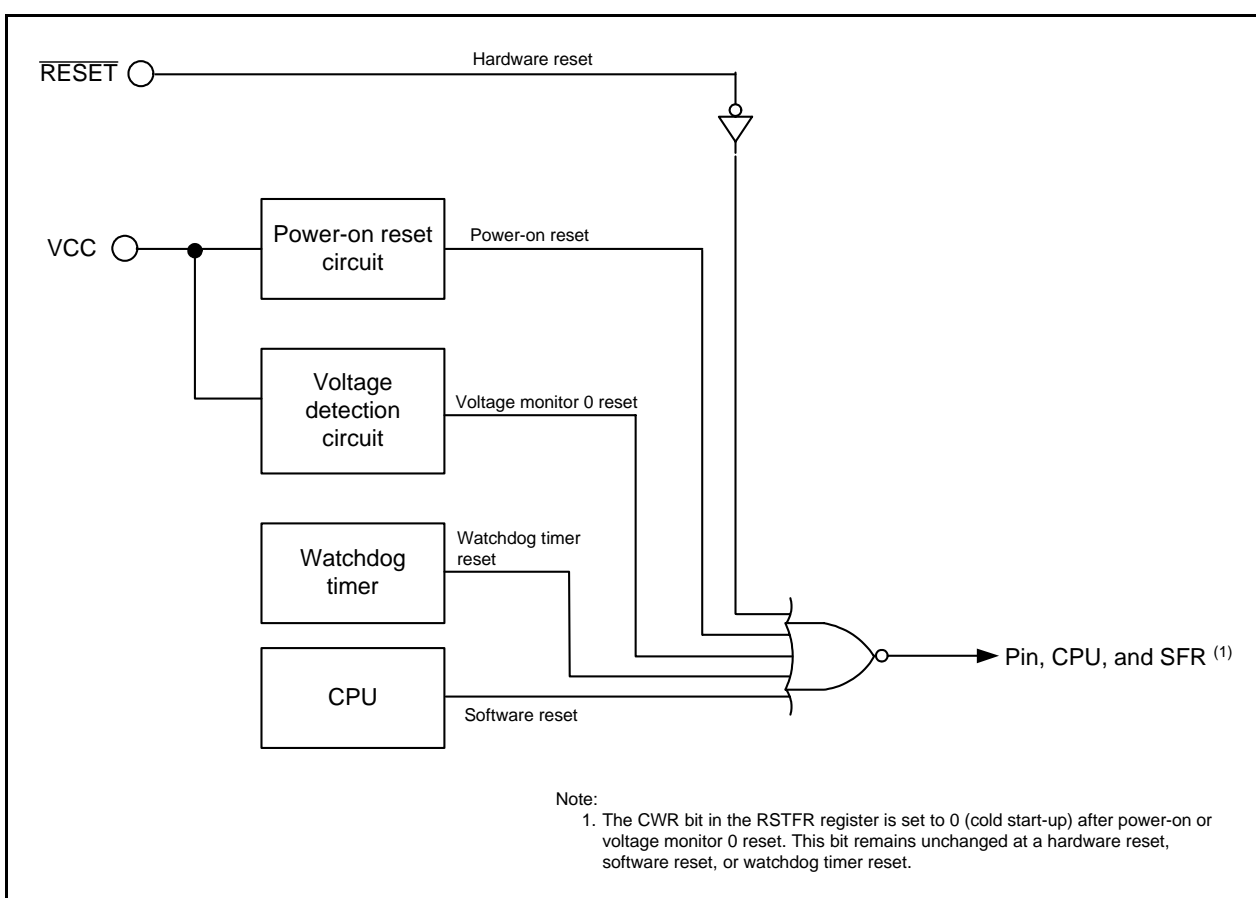 RESET
Hardware reset
VCC
Power-on reset
circuit
Power-on reset
Voltage
detection
circuit
Voltage monitor 0 reset
Watchdog
timer
Watchdog timer
reset
CPU
Software reset
Pin, CPU, and SFR (1)
Note:
1. The CWR bit in the RSTFR register is set to 0 (cold start-up) after power-on or
voltage monitor 0 reset. This bit remains unchanged at a hardware reset,
software reset, or watchdog timer reset.